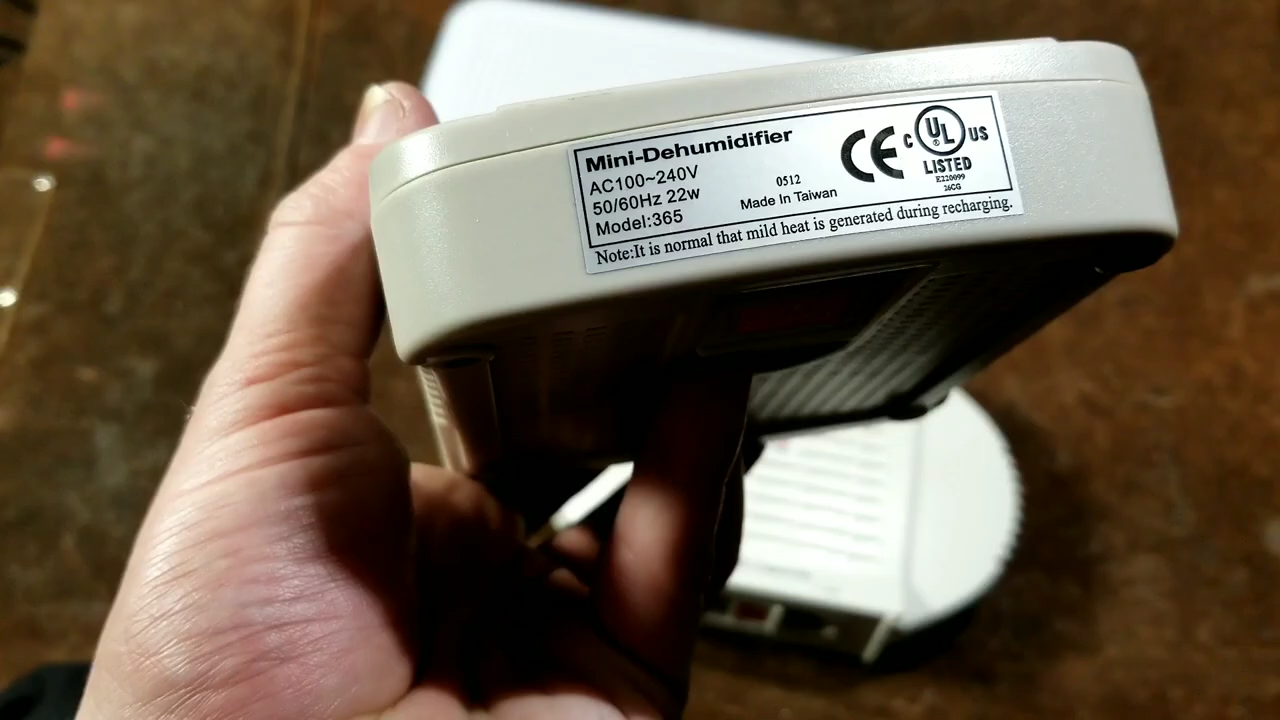 Mini-Dehumidifier
AC100~240V
50/60Hz 22w
Model:365
0512
Made In Taiwan
CE
C UL ® US
LISTED
E220099
26CG
Note:It is normal that mild heat is generated during recharging.